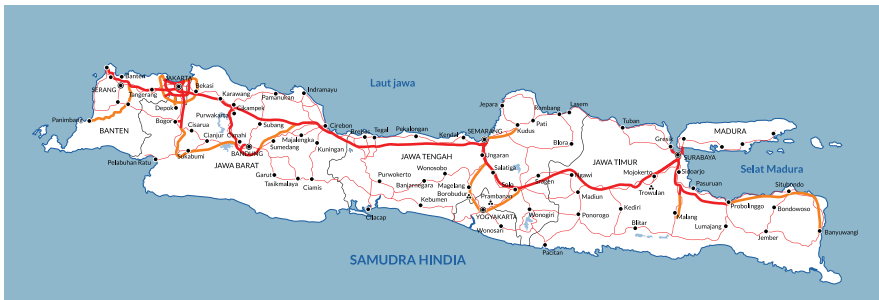 Laut jawa
Banten
JAKARTA
Bekasi
SERANG
Tangerang
Karawang
Indramayu
Pamanukan
Cikampek
Depok
Purwakarta
Panimban
Bogor
Subang
Cirebon
BANTEN
Cisarua
Cianjur
Cimahi
Majalengka
Sumedang
BANDUNG
Kuningan
Sukabumi
Pelabuhan Ratu
JAWA BARAT
Garut
Tasikmalaya
Ciamis
Brebes
Tegal
Pekalongan
Kendal
SEMARANG
Jepara
Rembang
Lasem
Pati
Kudus
Tuban
Blora
Ungaran
JAWA TENGAH
Wonosobo
Salatiga
Purwokerto
Banjarnegara
Magelang
Solo
Sragen
Borobudur
Prambanan
Kebumen
Cilacap
YOGYAKARTA
Wonogiri
Wonosari
Pacitan
JAWA TIMUR
MADURA
Gresik
SURABAYA
Selat Madura
Ngawi
Mojokerto
Sidoarjo
Trowulan
Pasuruan
Madiun
Situbondo
Kediri
Probolinggo
Bondowoso
Ponorogo
Malang
Blitar
Lumajang
Jember
Banyuwangi
SAMUDRA HINDIA